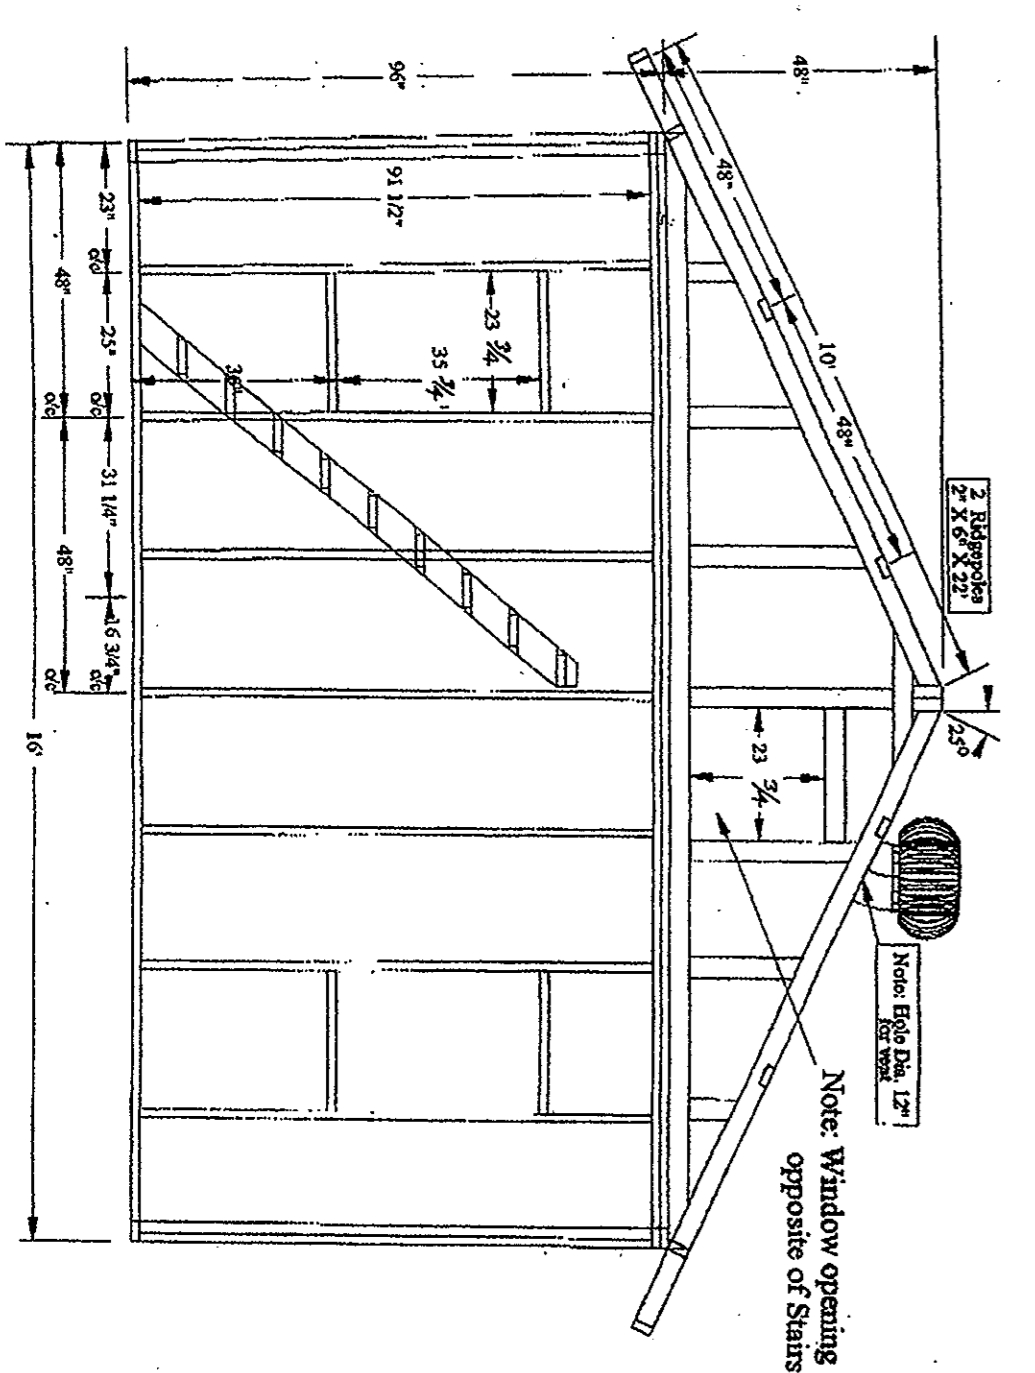 48"
96"
91 1/2"
48"
10'
48"
2 Ridgepoles
2" X 6" X 22'
25°
23 3/4
35 3/4"
36"
23 3/4
23"
o/c
25"
o/c
31 1/4"
16 3/4"
o/c
48"
o/c
48"
o/c
16'
Note: Hole Dia. 12"
for vent
Note: Window opening
opposite of Stairs